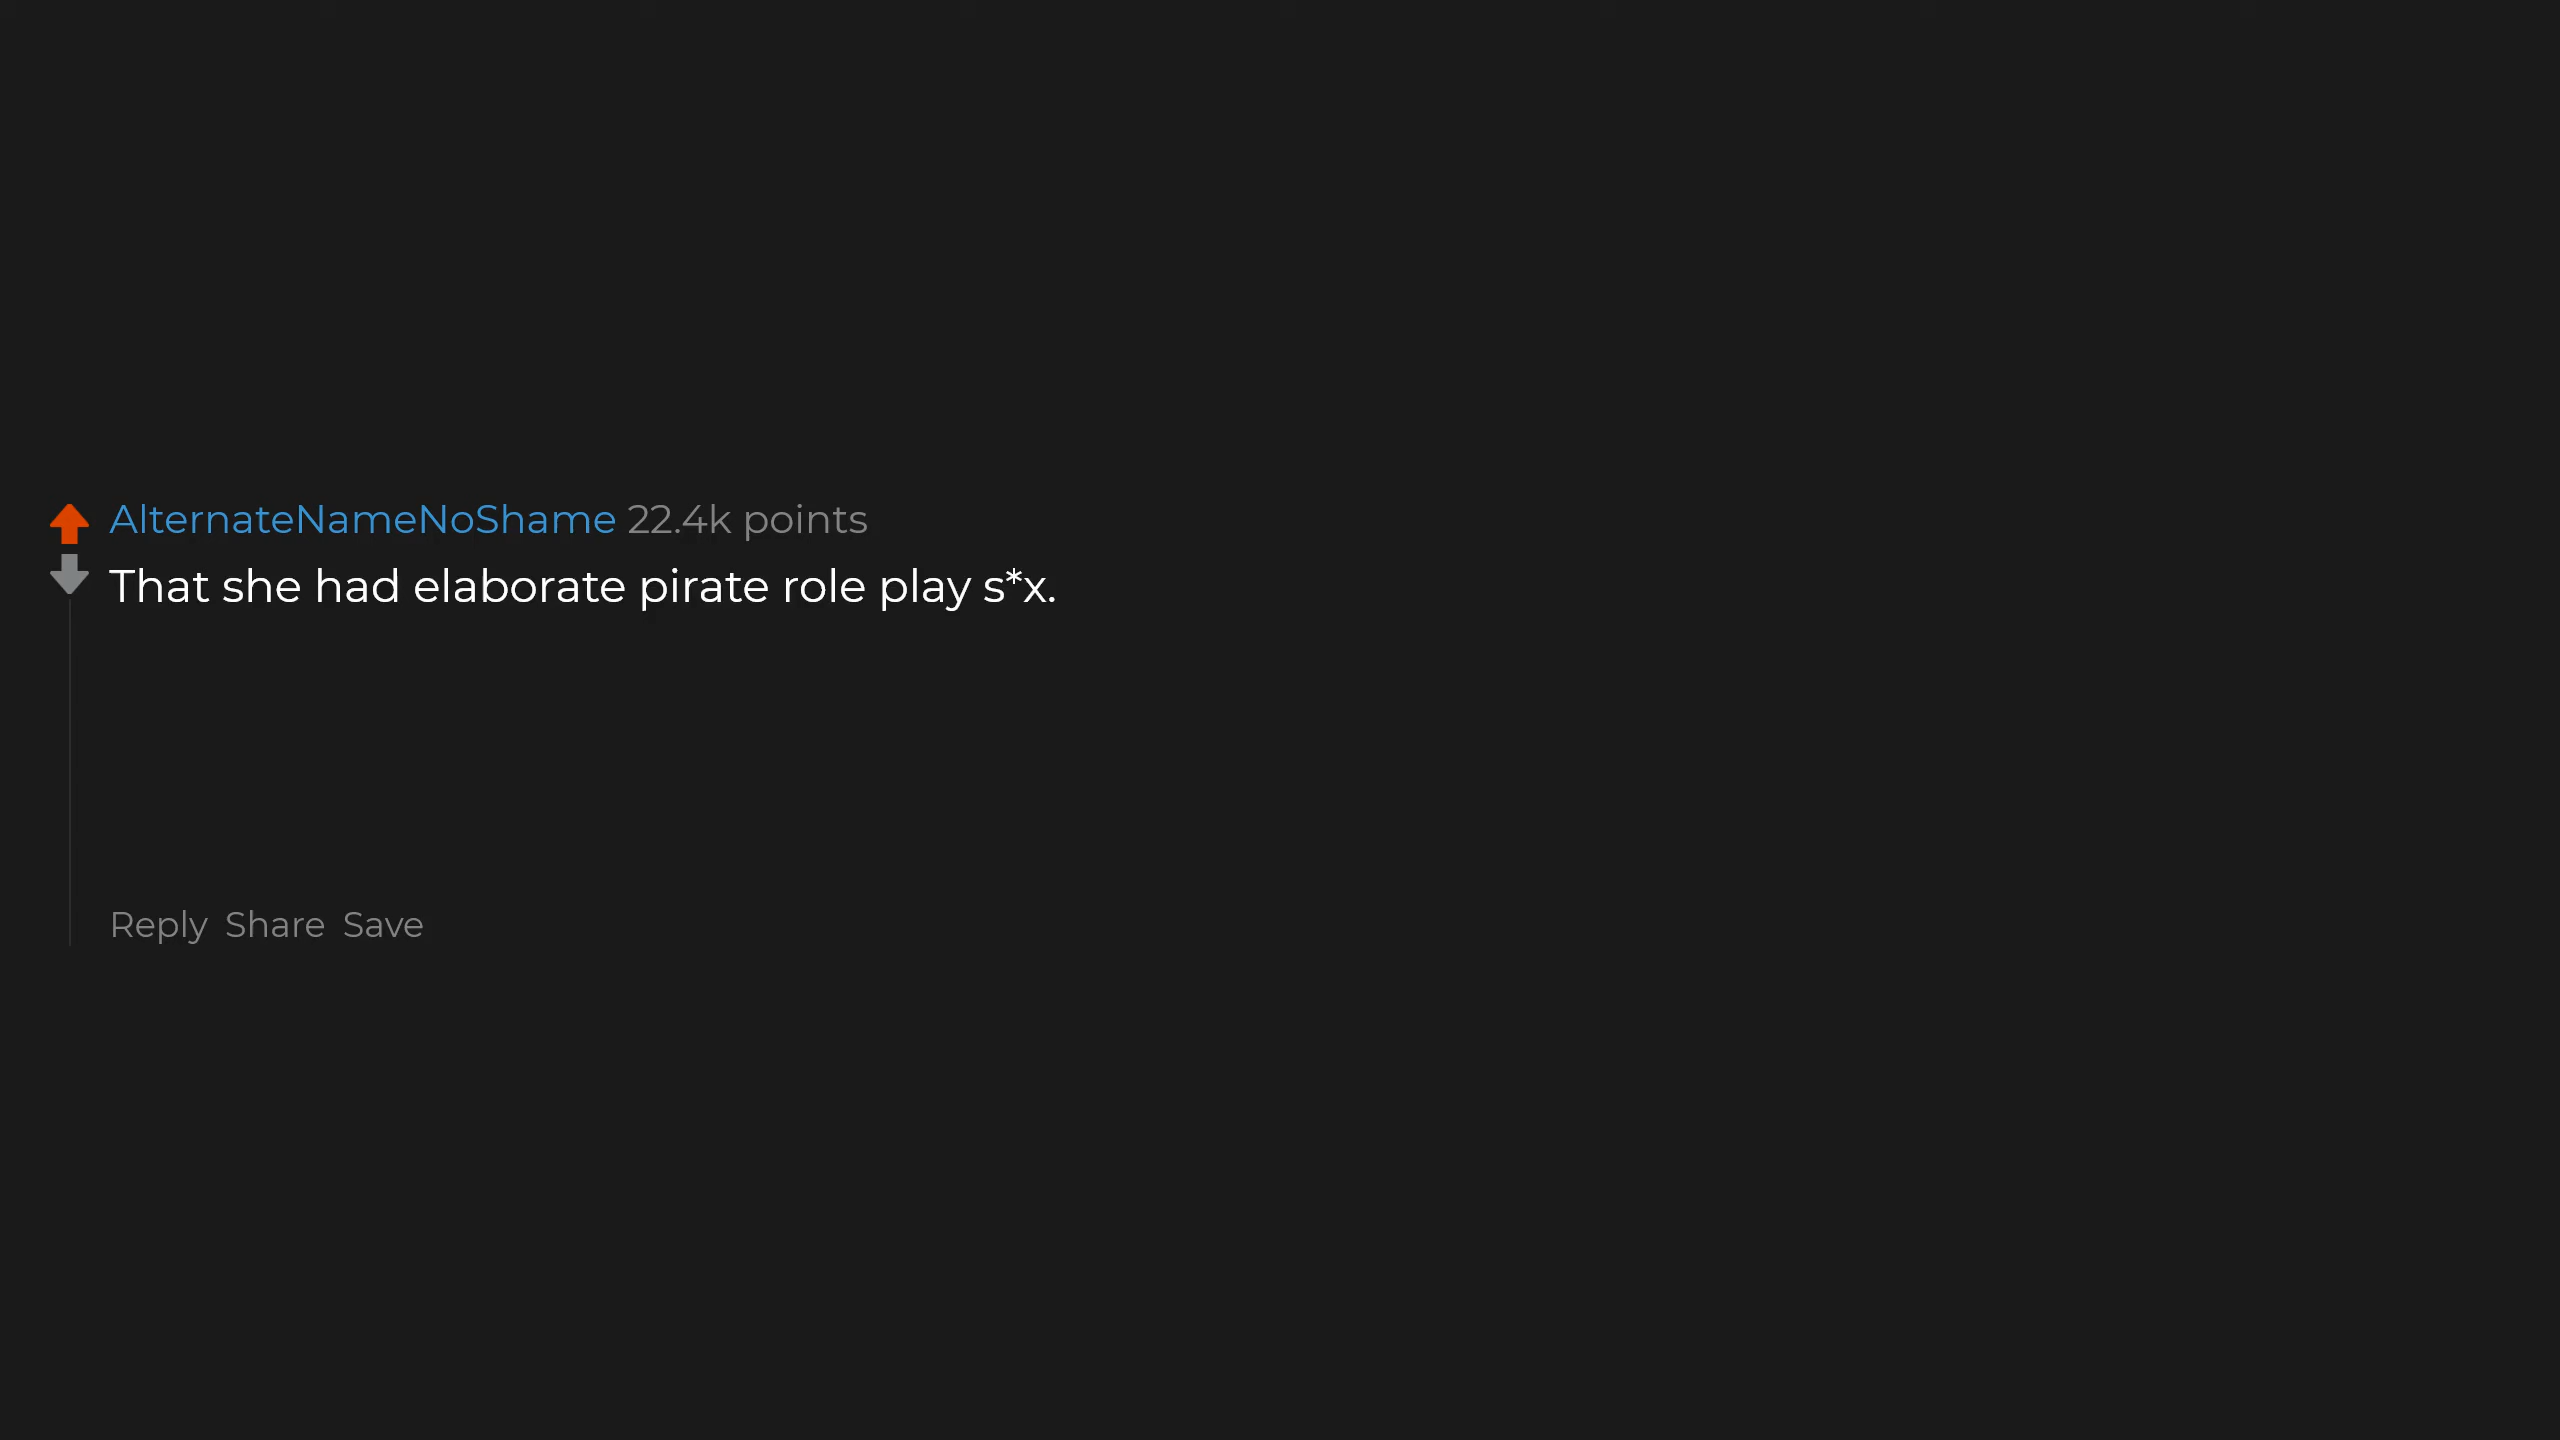 AlternateNameNoShame 22.4k points
That she had elaborate pirate role play s*x.
Reply Share Save